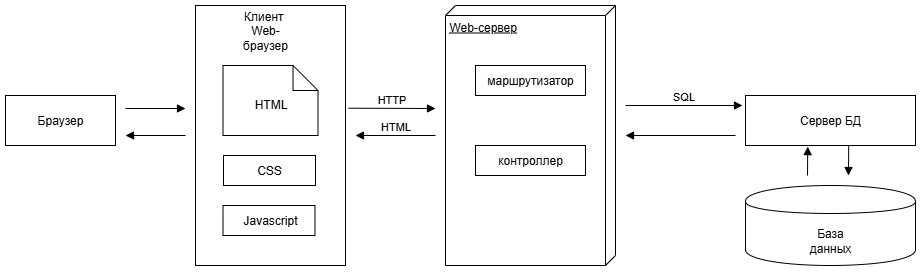 Браузер
Клиент
Web-
браузер
HTML
CSS
Javascript
HTTP
HTML
Web-сервер
маршрутизатор
контроллер
SQL
Сервер БД
База
данных